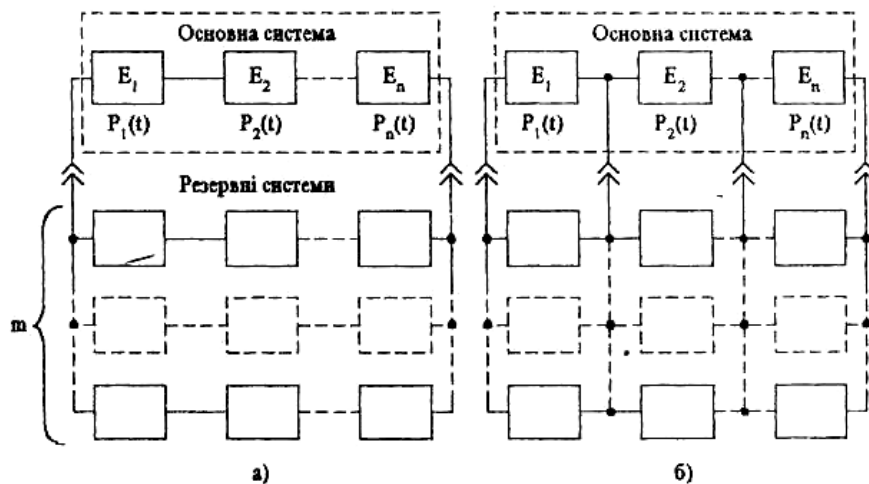 Основна система
E₁ E₂ Eₙ
P₁(t) P₂(t) Pₙ(t)
Резервні системи
m
а)
Основна система
E₁ E₂ Eₙ
P₁(t) P₂(t) Pₙ(t)
б)